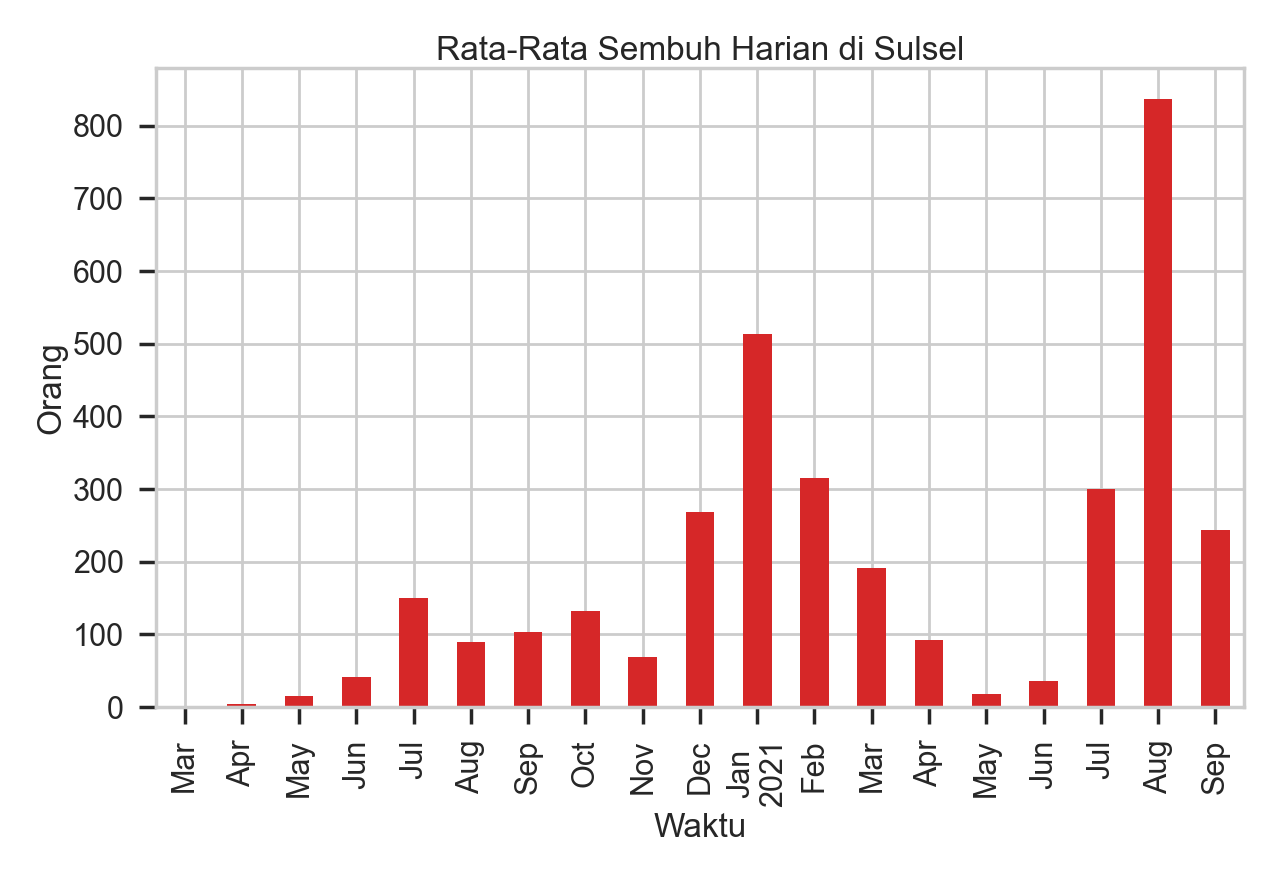 Rata-Rata Sembuh Harian di Sulsel
Orang
800
700
600
500
400
300
200
100
0
Mar
Apr
May
Jun
Jul
Aug
Sep
Oct
Nov
Dec
Jan
2021
Feb
Mar
Apr
May
Jun
Jul
Aug
Sep
Waktu